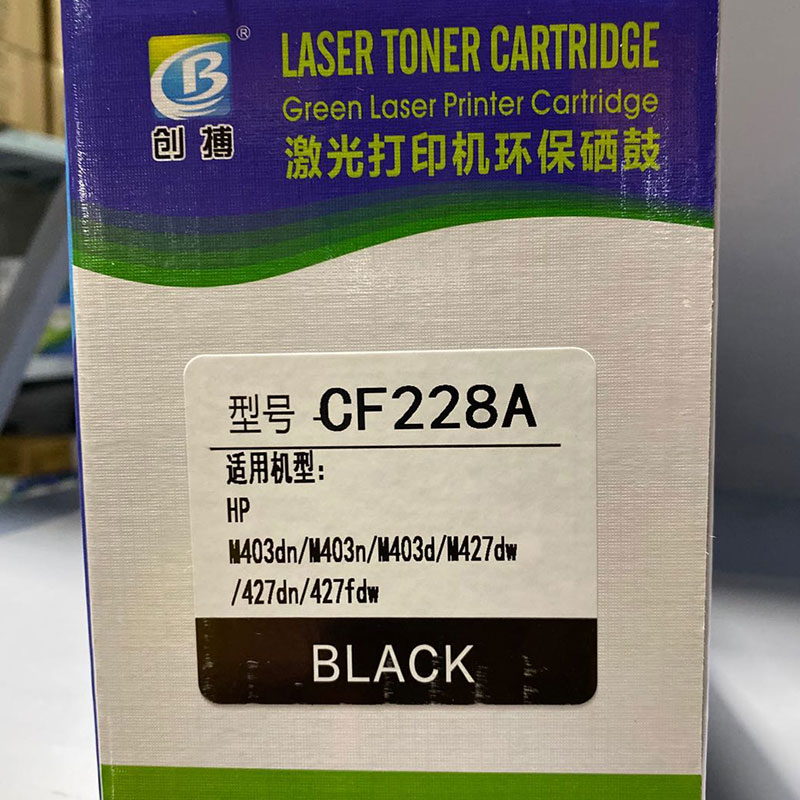 CB®
创搏
LASER TONER CARTRIDGE
Green Laser Printer Cartridge
激光打印机环保硒鼓
型号 CF228A
适用机型:
HP
M403dn/M403n/M403d/M427dw
/427dn/427fdw
BLACK